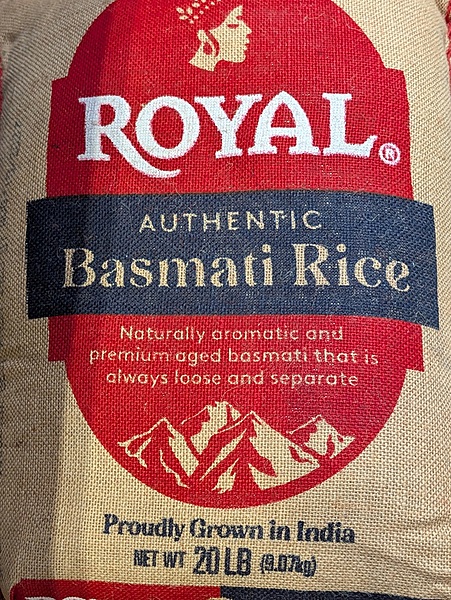 ROYAL®
AUTHENTIC
Basmati Rice
Naturally aromatic and
premium aged basmati that is
always loose and separate
Proudly Grown in India
NET WT 20 LB (9.07kg)